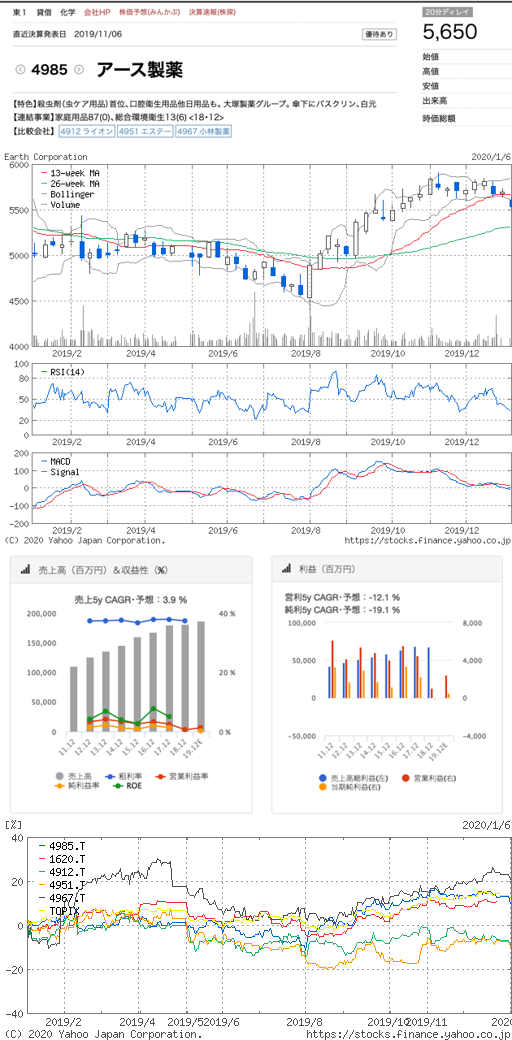 東1 貸借 化学 会社HP 株価予想(みんかぶ) 決算速報(株探)
直近決算発表日 2019/11/06
優待あり
4985 アース製薬
【特色】殺虫剤(虫ケア用品)首位、口腔衛生用品他日用品も。大塚製薬グループ。傘下にバスクリン、白元
【連結事業】家庭用品87(0)、総合環境衛生13(6) <18・12>
【比較会社】 4912 ライオン 4951 エステー 4967 小林製薬
20分ディレイ
5,650
始値
高値
安値
出来高
時価総額
Earth Corporation 2020/1/6
6000
5500
5000
4500
4000
13-week MA
26-week MA
Bollinger
Volume
2019/2 2019/4 2019/6 2019/8 2019/10 2019/12
100
80
50
20
0
RSI(14)
2019/2 2019/4 2019/6 2019/8 2019/10 2019/12
200
100
0
-100
-200
MACD
Signal
2019/2 2019/4 2019/6 2019/8 2019/10 2019/12
(C) 2020 Yahoo Japan Corporation. https://stocks.finance.yahoo.co.jp/
売上高（百万円）＆収益性（%）
売上5y CAGR・予想： 3.9 %
200,000
150,000
100,000
50,000
0
40 %
20 %
0 %
11.12 12.12 13.12 14.12 15.12 16.12 17.12 18.12 19.12E
売上高 粗利率 営業利益率
純利益率 ROE
利益（百万円）
営利5y CAGR・予想： -12.1 %
純利5y CAGR・予想： -19.1 %
100,000
50,000
0
-50,000
8,000
4,000
0
-4,000
11.12 12.12 13.12 14.12 15.12 16.12 17.12 18.12 19.12E
売上高総利益(左) 営業利益(右)
当期純利益(右)
[%] 2020/1/6
40
20
0
-20
-40
4985.T
1620.T
4912.T
4951.T
4967.T
TOPIX
2019/2 2019/4 2019/5 2019/6 2019/8 2019/10 2019/11 2020
(C) 2020 Yahoo Japan Corporation. https://stocks.finance.yahoo.co.jp/